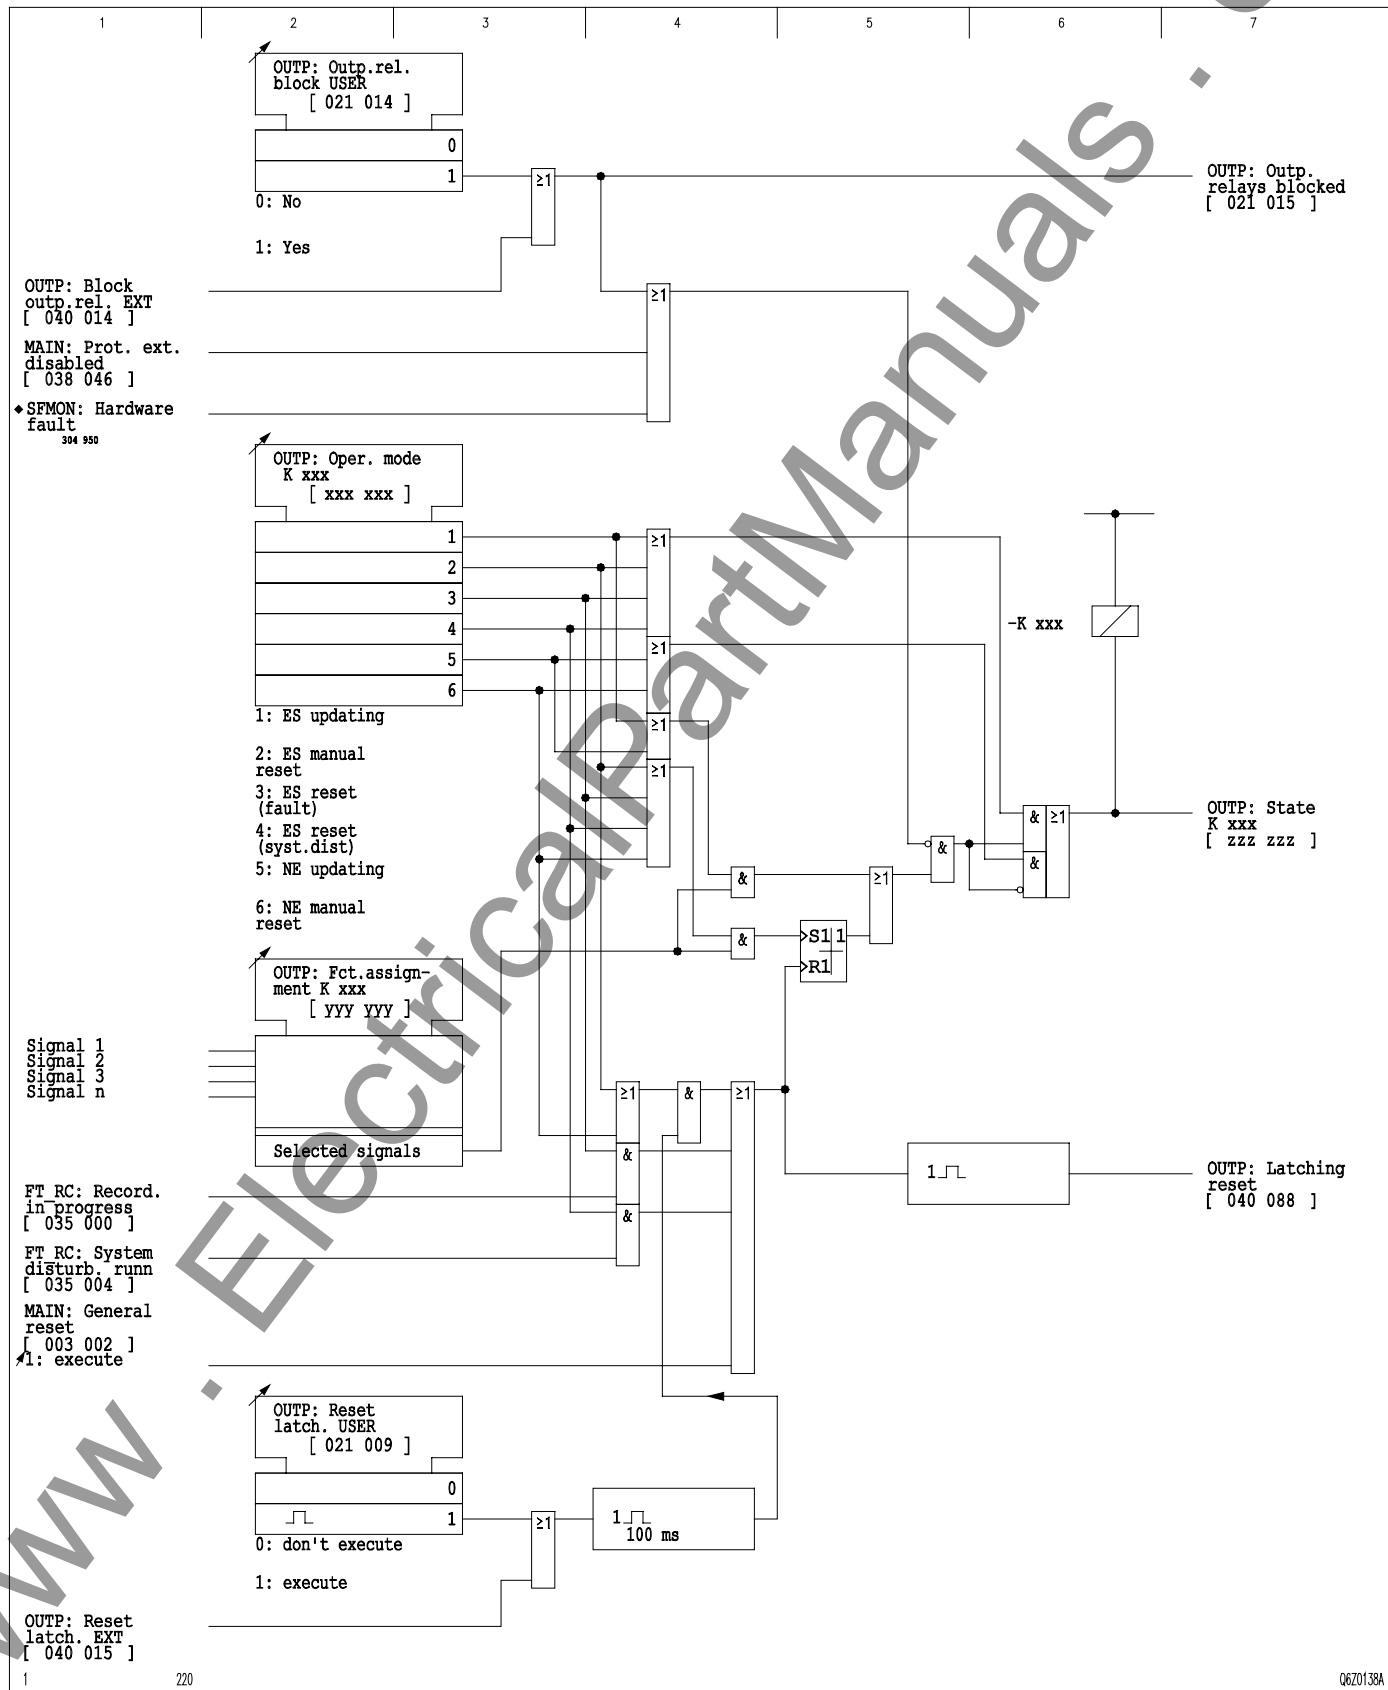 1 2 3 4 5 6 7
OUTP: Outp.rel.
block USER
[ 021 014 ]
0
1
≥1
0: No
1: Yes
OUTP: Outp.
relays blocked
[ 021 015 ]
OUTP: Block
outp.rel. EXT
[ 040 014 ]
≥1
MAIN: Prot. ext.
disabled
[ 038 046 ]
◆SFMON: Hardware
fault
304 950
OUTP: Oper. mode
K xxx
[ xxx xxx ]
1
2
3
4
5
6
≥1
≥1
≥1
≥1
1: ES updating
2: ES manual
reset
3: ES reset
(fault)
4: ES reset
(syst.dist)
5: NE updating
6: NE manual
reset
-K xxx
& ≥1
&
&
OUTP: State
K xxx
[ zzz zzz ]
&
≥1
&
S1 1
R1
OUTP: Fct.assign-
ment K xxx
[ yyy yyy ]
Signal 1
Signal 2
Signal 3
Signal n
Selected signals
≥1
&
≥1
&
&
FT_RC: Record.
in progress
[ 035 000 ]
FT_RC: System
disturb. runn
[ 035 004 ]
1
OUTP: Latching
reset
[ 040 088 ]
MAIN: General
reset
[ 003 002 ]
1: execute
OUTP: Reset
latch. USER
[ 021 009 ]
0
1
≥1
1
100 ms
0: don't execute
1: execute
OUTP: Reset
latch. EXT
[ 040 015 ]
1
220
Q6Z0138A
ww . ElectricalPartManuals .